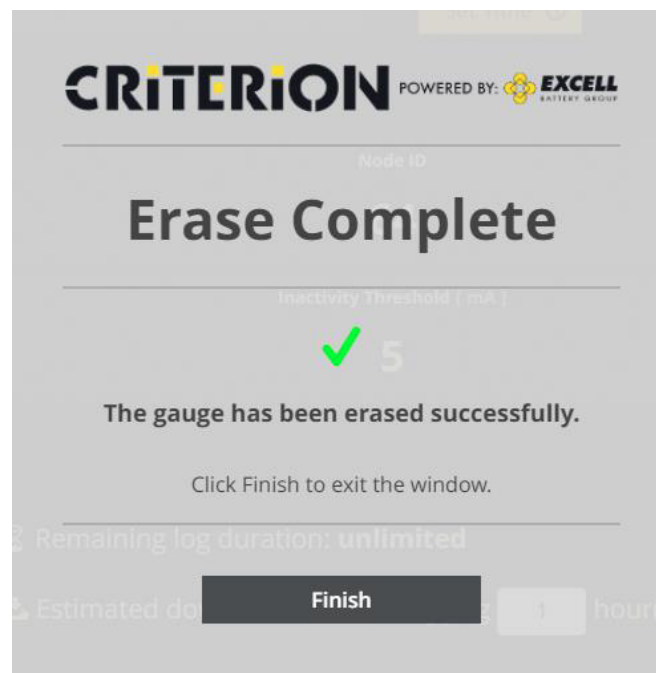 Set Time
CRiTERiON POWERED BY: EXCELL
BATTERY GROUP
Node ID
Erase Complete
Inactivity Threshold [ mA ]
5
The gauge has been erased successfully.
Click Finish to exit the window.
Remaining log duration: unlimited
Finish
Estimated do 1 hour